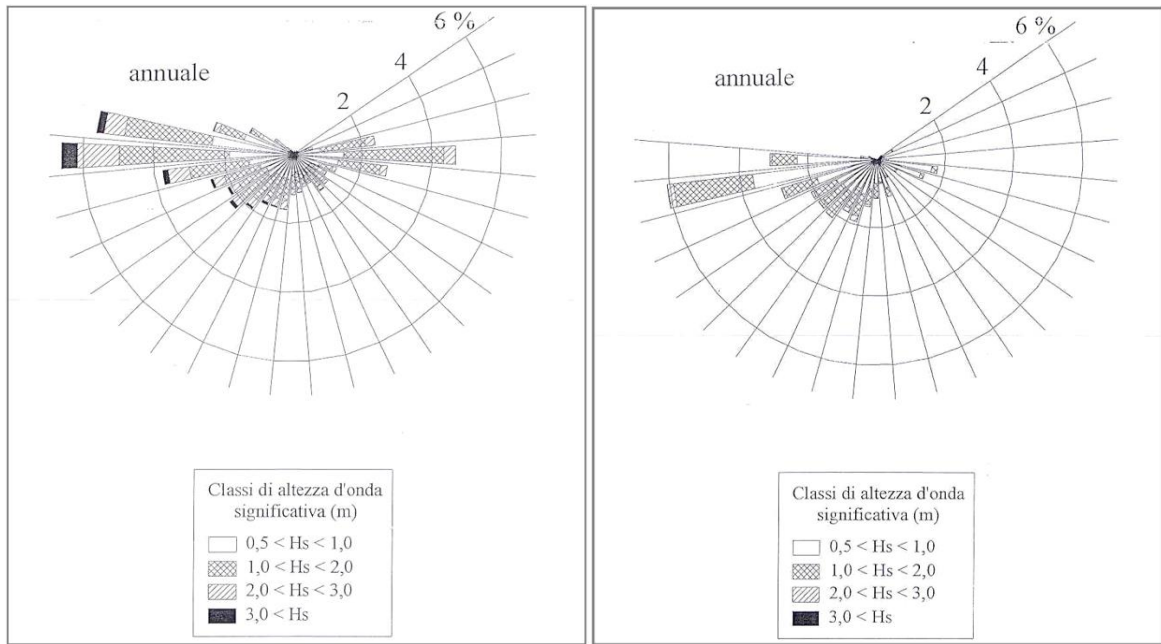 6 %
4
annuale
2
Classi di altezza d'onda
significativa (m)
0,5 < Hs < 1,0
1,0 < Hs < 2,0
2,0 < Hs < 3,0
3,0 < Hs
6 %
4
annuale
2
Classi di altezza d'onda
significativa (m)
0,5 < Hs < 1,0
1,0 < Hs < 2,0
2,0 < Hs < 3,0
3,0 < Hs